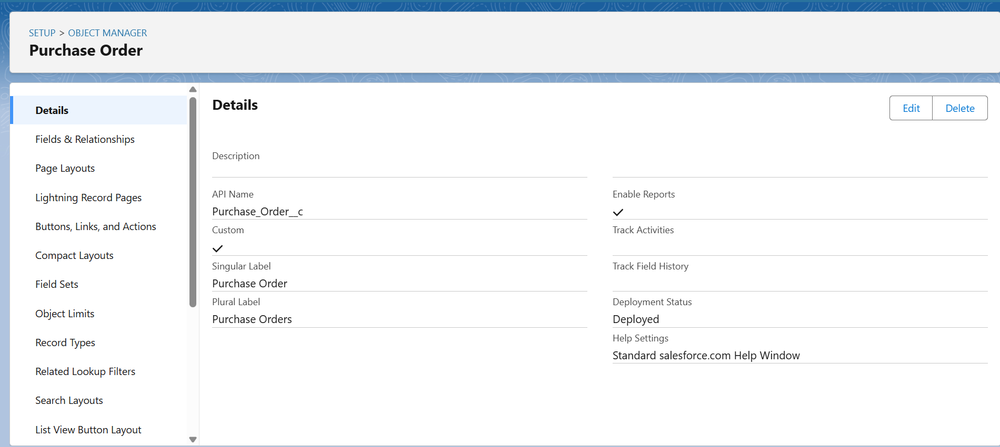 SETUP > OBJECT MANAGER
Purchase Order
Details
Fields & Relationships
Page Layouts
Lightning Record Pages
Buttons, Links, and Actions
Compact Layouts
Field Sets
Object Limits
Record Types
Related Lookup Filters
Search Layouts
List View Button Layout
Details
Edit
Delete
Description
API Name
Purchase_Order__c
Custom
Singular Label
Purchase Order
Plural Label
Purchase Orders
Enable Reports
Track Activities
Track Field History
Deployment Status
Deployed
Help Settings
Standard salesforce.com Help Window